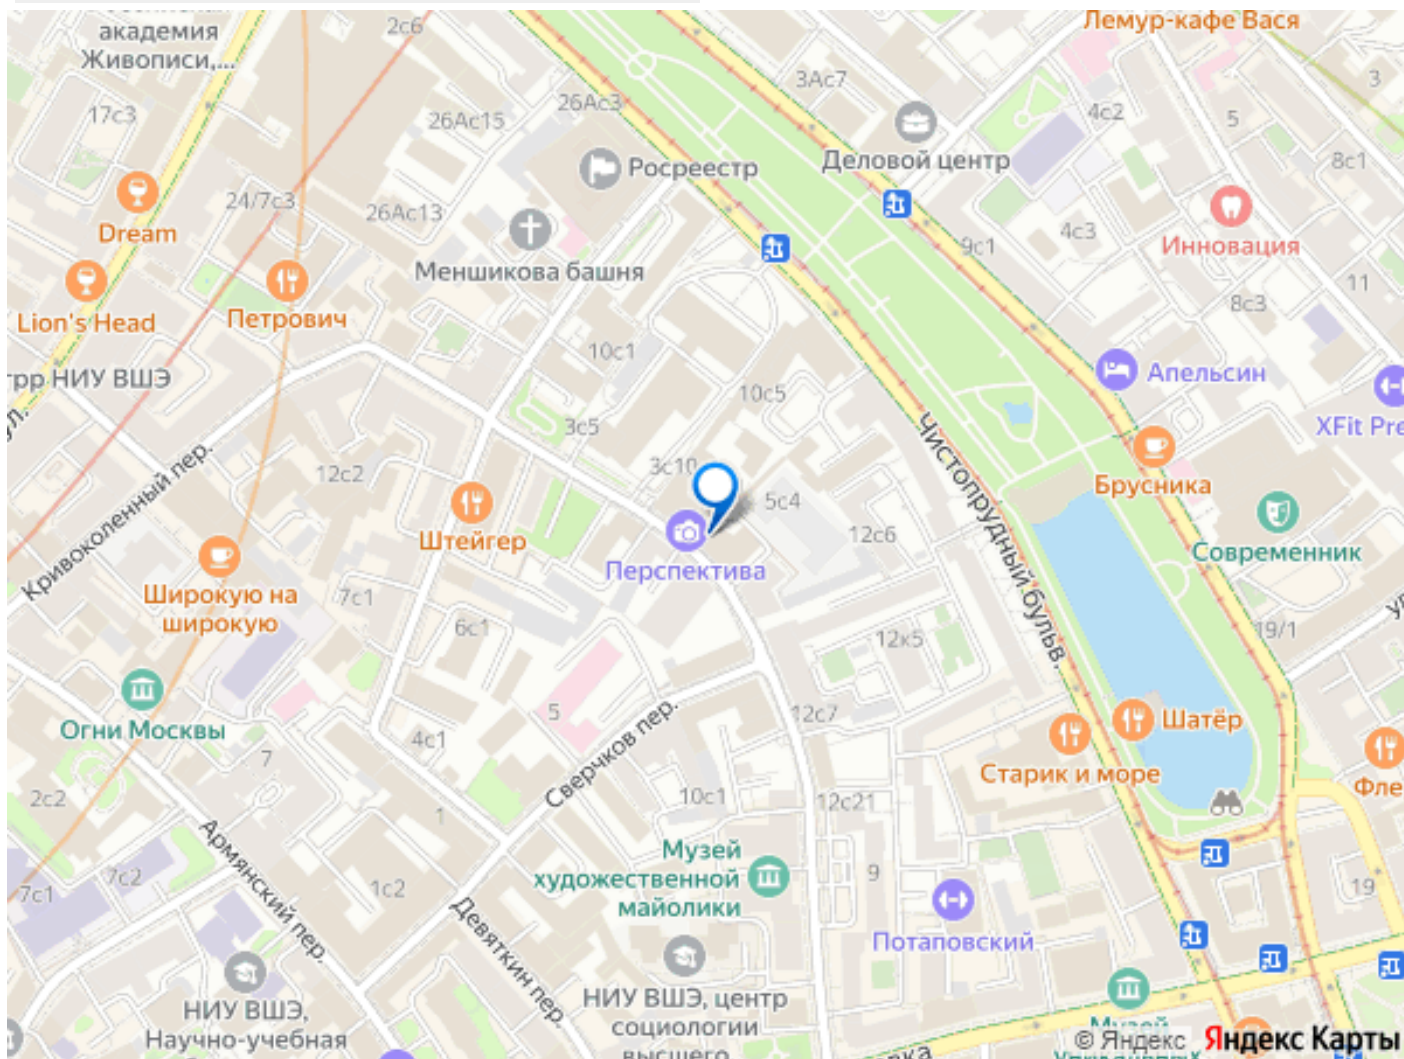 академия
Живописи,...
2с6
Лемур-кафе Вася
17с3
26Ас15
26Ас3
3Ас7
Деловой центр
4с2
5
3
8с1
Росреестр
24/7с3
26Ас13
Dream
Меншикова башня
9с1
4с3
Инновация
11
8с3
Lion's Head
Петрович
10с1
грр НИУ ВШЭ
ул.
10с5
Апельсин
XFit Pre
3с5
Чистопрудный бульв.
3с10
12с2
5с4
Брусника
Кривоколенный пер.
Штейгер
12с6
Современник
Перспектива
Широкую на
широкую
7с1
6с1
12к5
19/1
Огни Москвы
5
12с7
Шатёр
4с1
7
Сверчков пер.
Старик и море
Фле
2с2
1
10с1
12с21
Армянский пер.
Музей
художественной
майолики
7с1
7с2
1с2
9
19
Девяткин пер.
Потаповский
НИУ ВШЭ,
Научно-учебная
НИУ ВШЭ, центр
социологии
высшего
Музей
© Яндекс Яндекс Карты